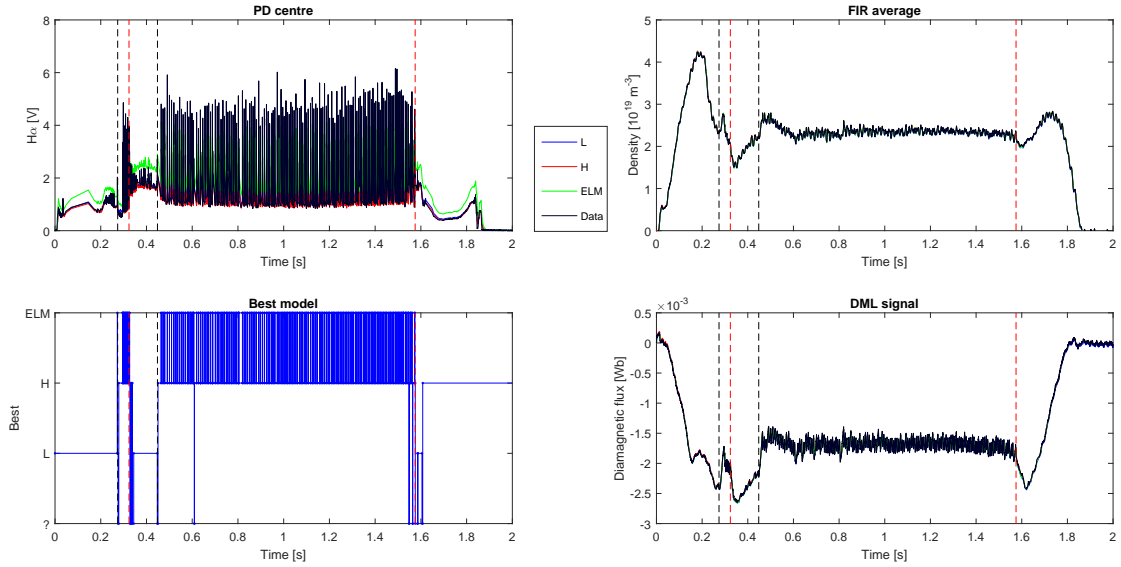 PD centre
8
6
4
2
0
Hα [V]
0 0.2 0.4 0.6 0.8 1 1.2 1.4 1.6 1.8 2
Time [s]
L
H
ELM
Data
FIR average
5
4
3
2
1
0
Density [10^19 m^-3]
0 0.2 0.4 0.6 0.8 1 1.2 1.4 1.6 1.8 2
Time [s]
Best model
ELM
H
L
?
Best
0 0.2 0.4 0.6 0.8 1 1.2 1.4 1.6 1.8 2
Time [s]
DML signal
×10^-3
0.5
0
-0.5
-1
-1.5
-2
-2.5
-3
Diamagnetic flux [Wb]
0 0.2 0.4 0.6 0.8 1 1.2 1.4 1.6 1.8 2
Time [s]